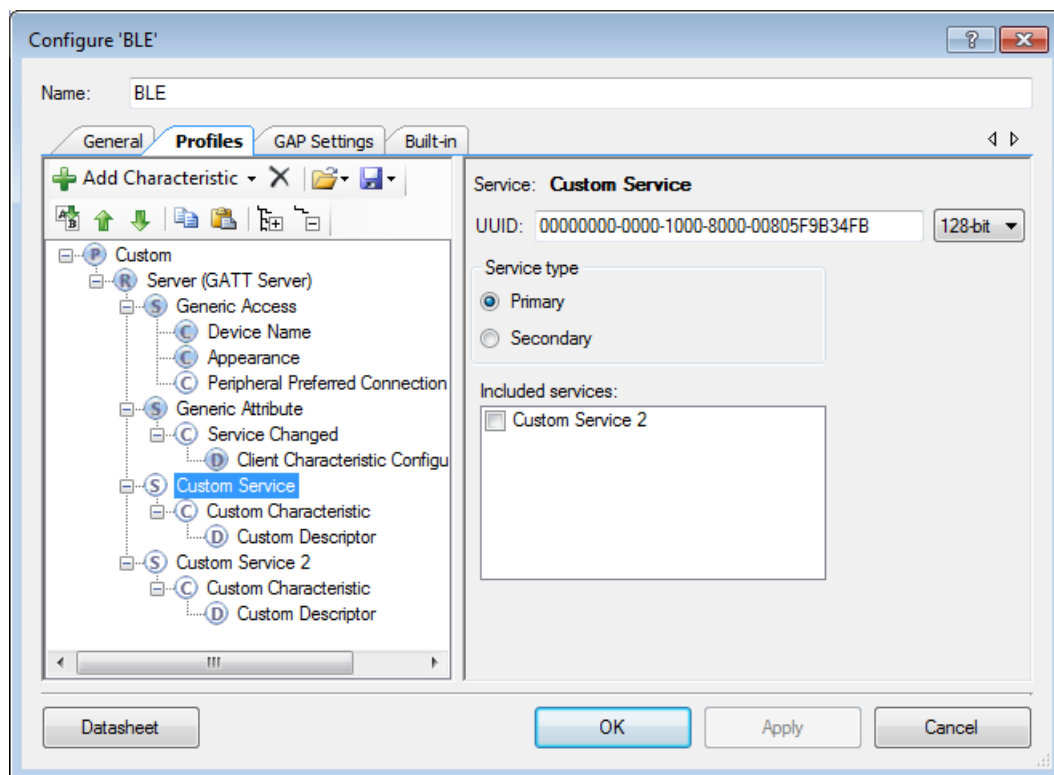 Configure 'BLE'
Name: BLE
General Profiles GAP Settings Built-in
Add Characteristic
Service: Custom Service
UUID: 00000000-0000-1000-8000-00805F9B34FB 128-bit
Service type
Primary
Secondary
Included services:
Custom Service 2
P Custom
R Server (GATT Server)
S Generic Access
C Device Name
C Appearance
C Peripheral Preferred Connection
S Generic Attribute
C Service Changed
D Client Characteristic Configu
S Custom Service
C Custom Characteristic
D Custom Descriptor
S Custom Service 2
C Custom Characteristic
D Custom Descriptor
Datasheet OK Apply Cancel